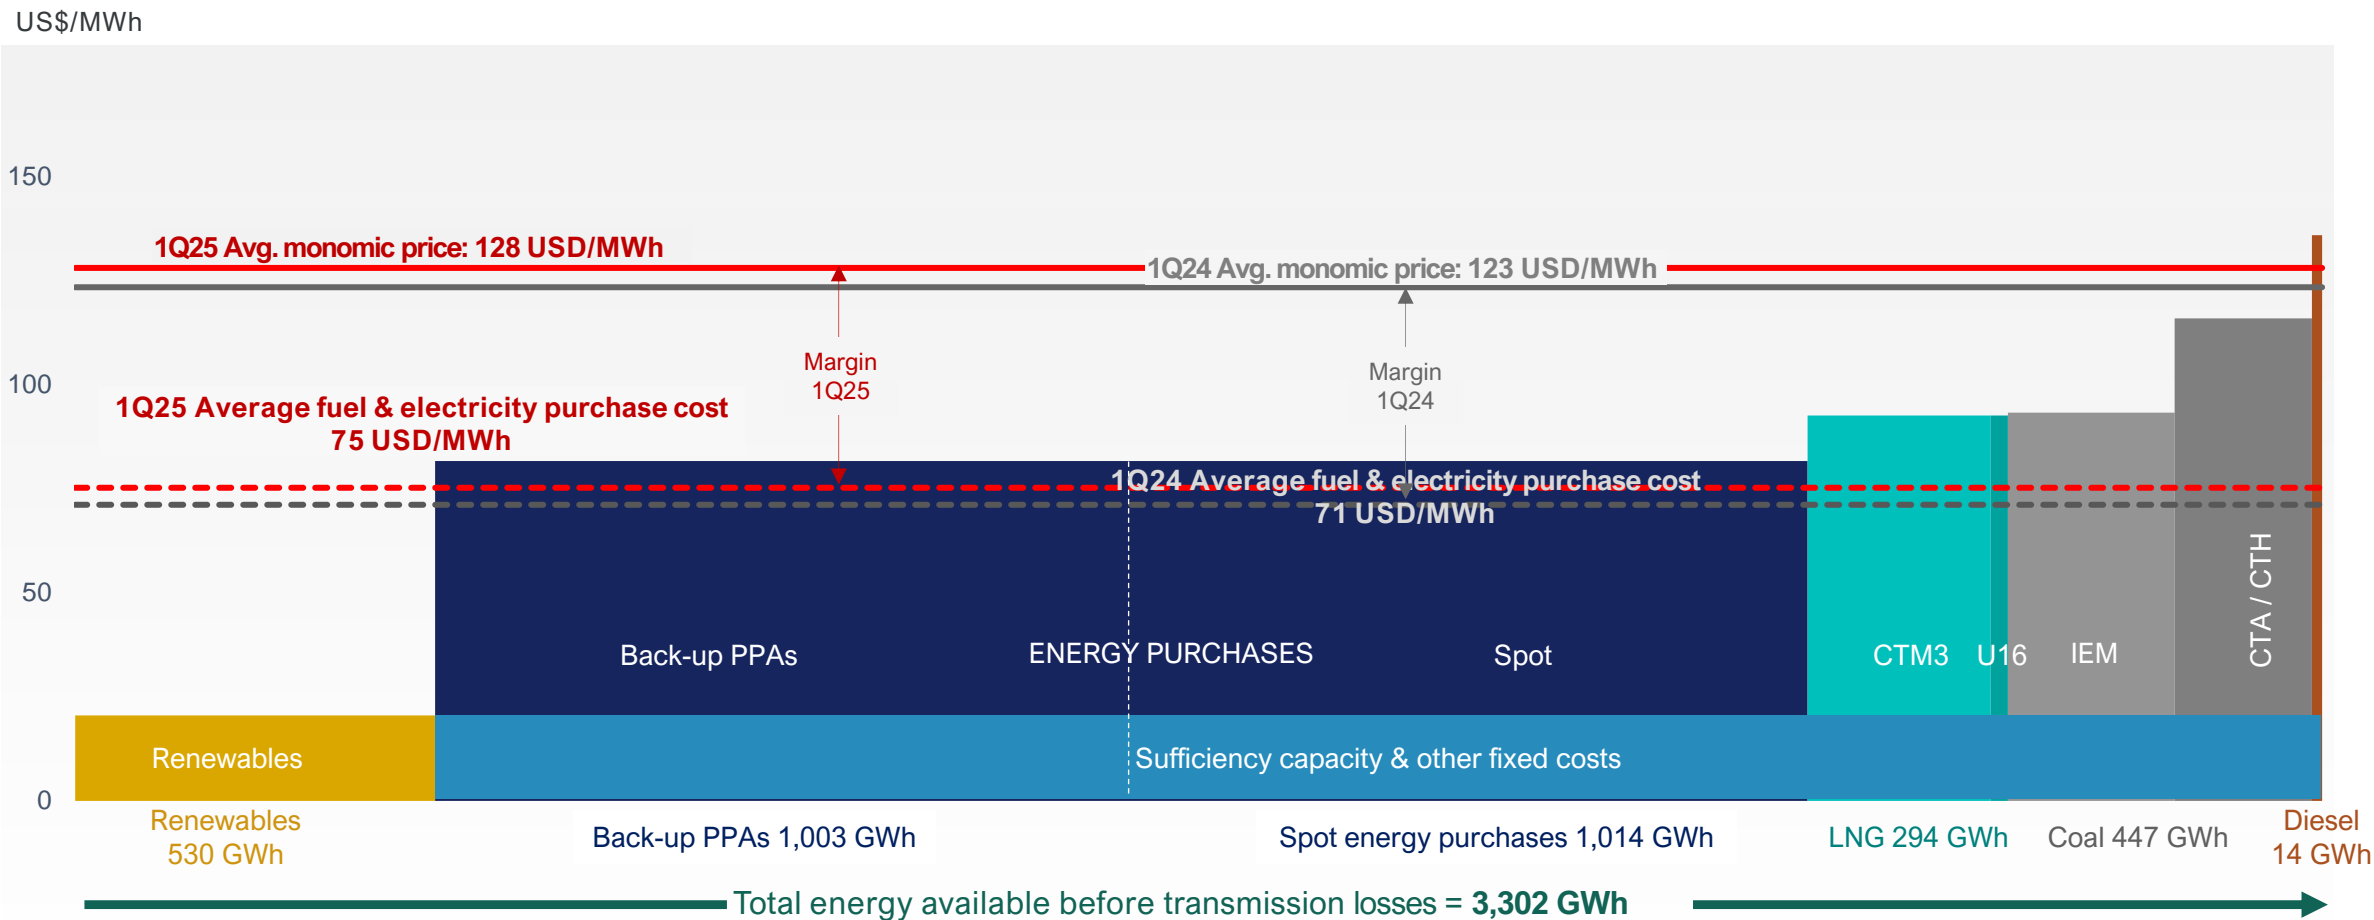 US$/MWh
150
1Q25 Avg. monomic price: 128 USD/MWh
1Q24 Avg. monomic price: 123 USD/MWh
Margin
1Q25
Margin
1Q24
100
1Q25 Average fuel & electricity purchase cost
75 USD/MWh
1Q24 Average fuel & electricity purchase cost
71 USD/MWh
50
Back-up PPAs
ENERGY PURCHASES
Spot
CTM3
U16
IEM
CTA / CTH
Renewables
Sufficiency capacity & other fixed costs
0
Renewables
530 GWh
Back-up PPAs 1,003 GWh
Spot energy purchases 1,014 GWh
LNG 294 GWh
Coal 447 GWh
Diesel
14 GWh
Total energy available before transmission losses = 3,302 GWh